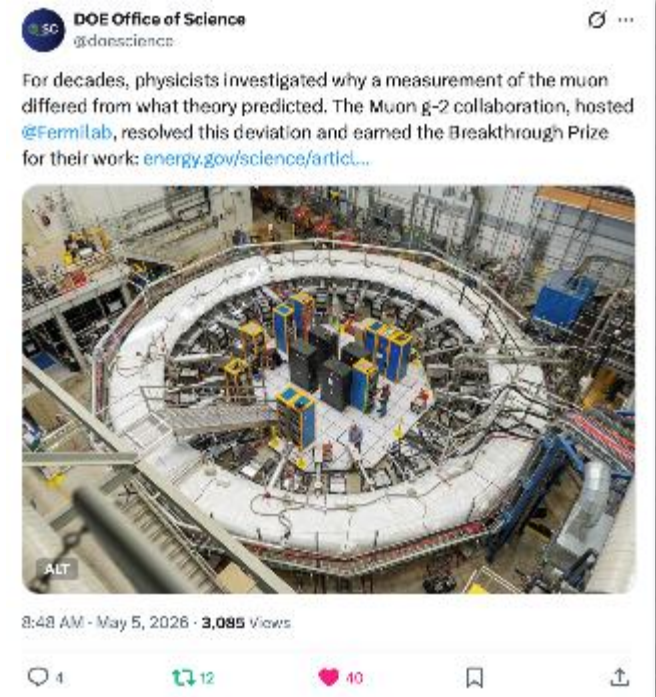 DOE Office of Science
@doescience
For decades, physicists investigated why a measurement of the muon
differed from what theory predicted. The Muon g-2 collaboration, hosted
@Fermilab, resolved this deviation and earned the Breakthrough Prize
for their work: energy.gov/science/articl...
ALT
8:48 AM · May 5, 2026 · 3,085 Views
4 12 40